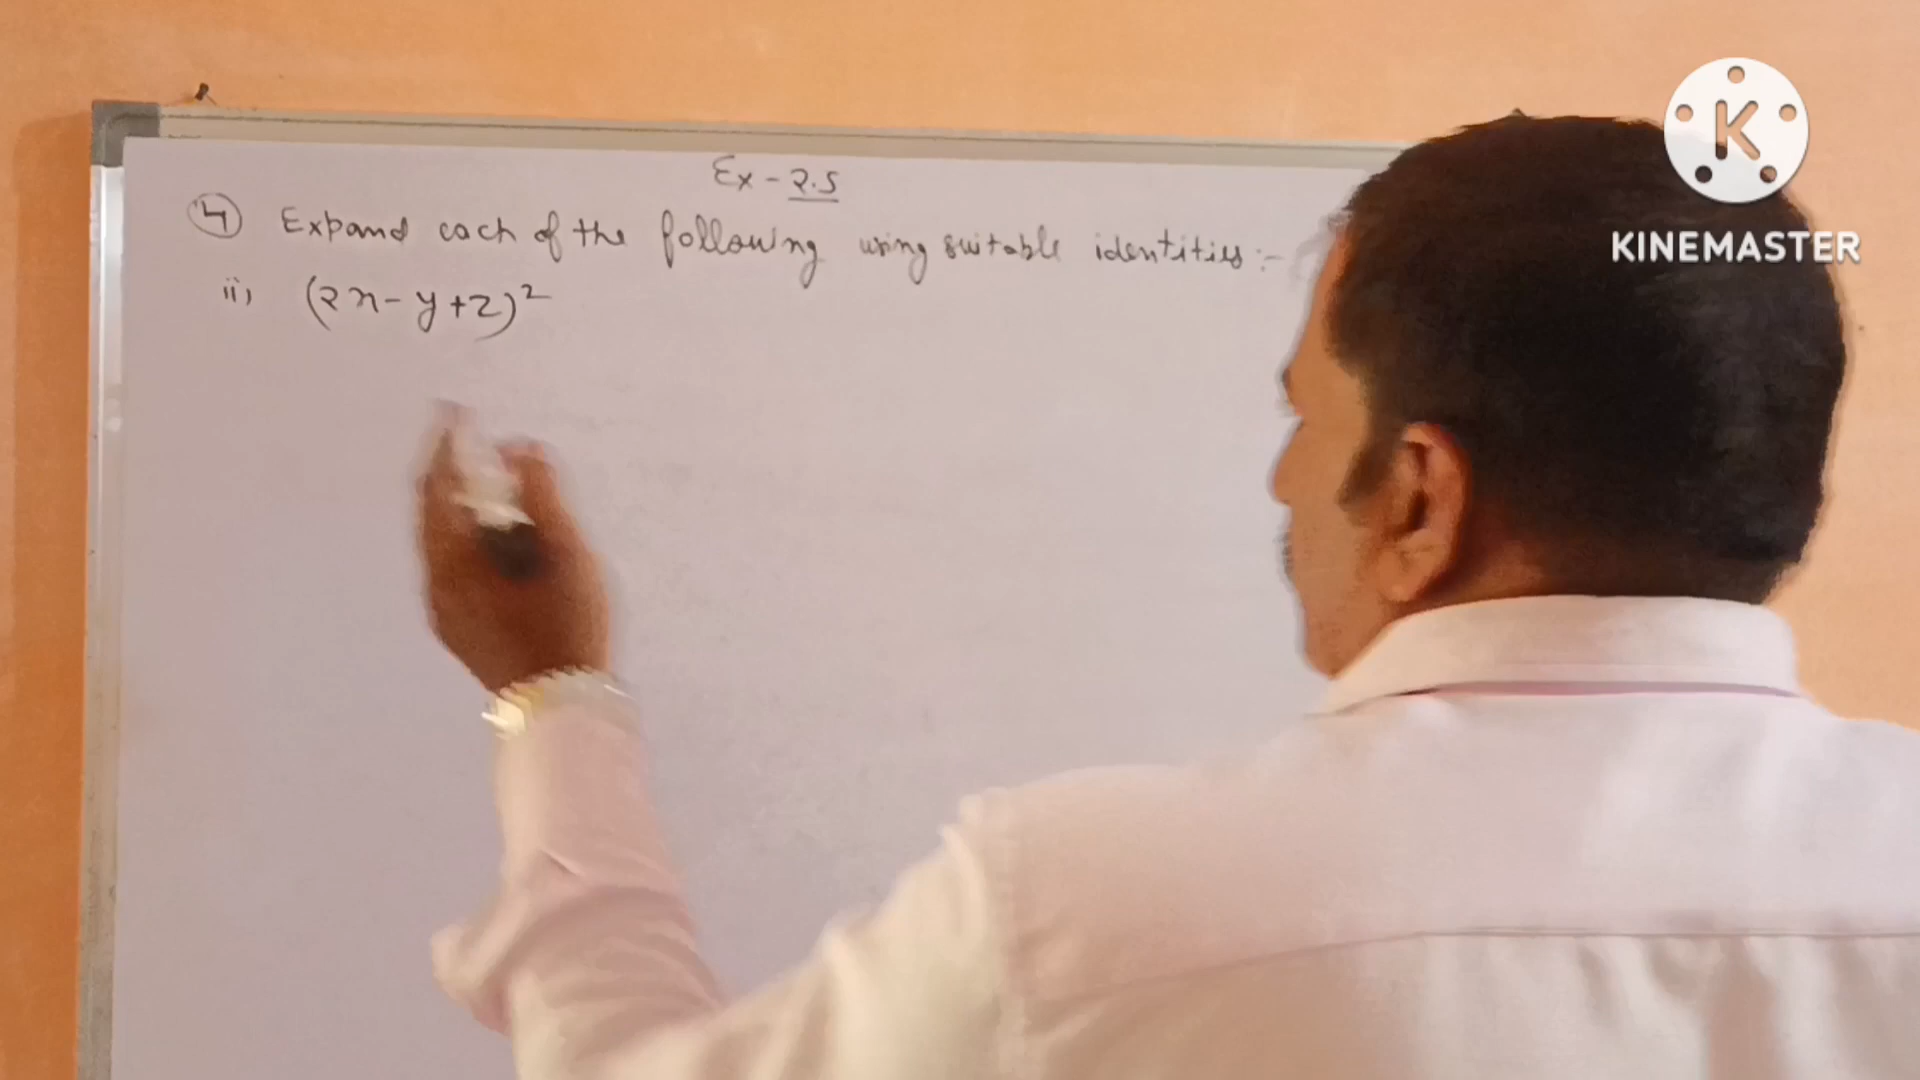 Ex - 2.5
4 Expand each of the following using suitable identities :-
ii) (2x - y + z)²
K
KINEMASTER